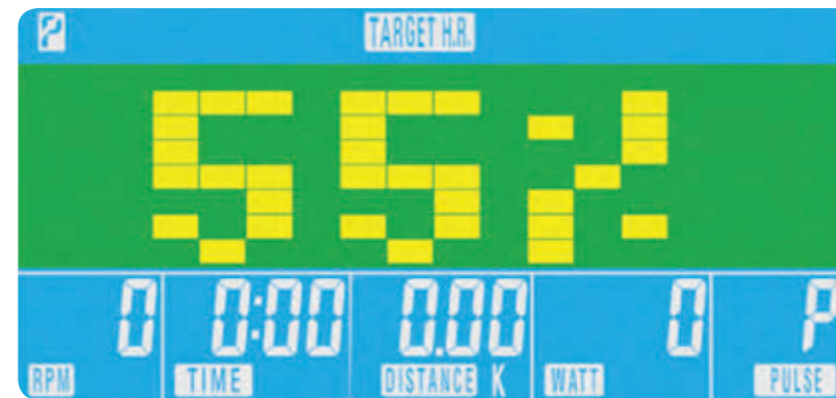 P TARGET H.R.
55%
0 0:00 0.00 0 P
RPM TIME DISTANCE K WATT PULSE